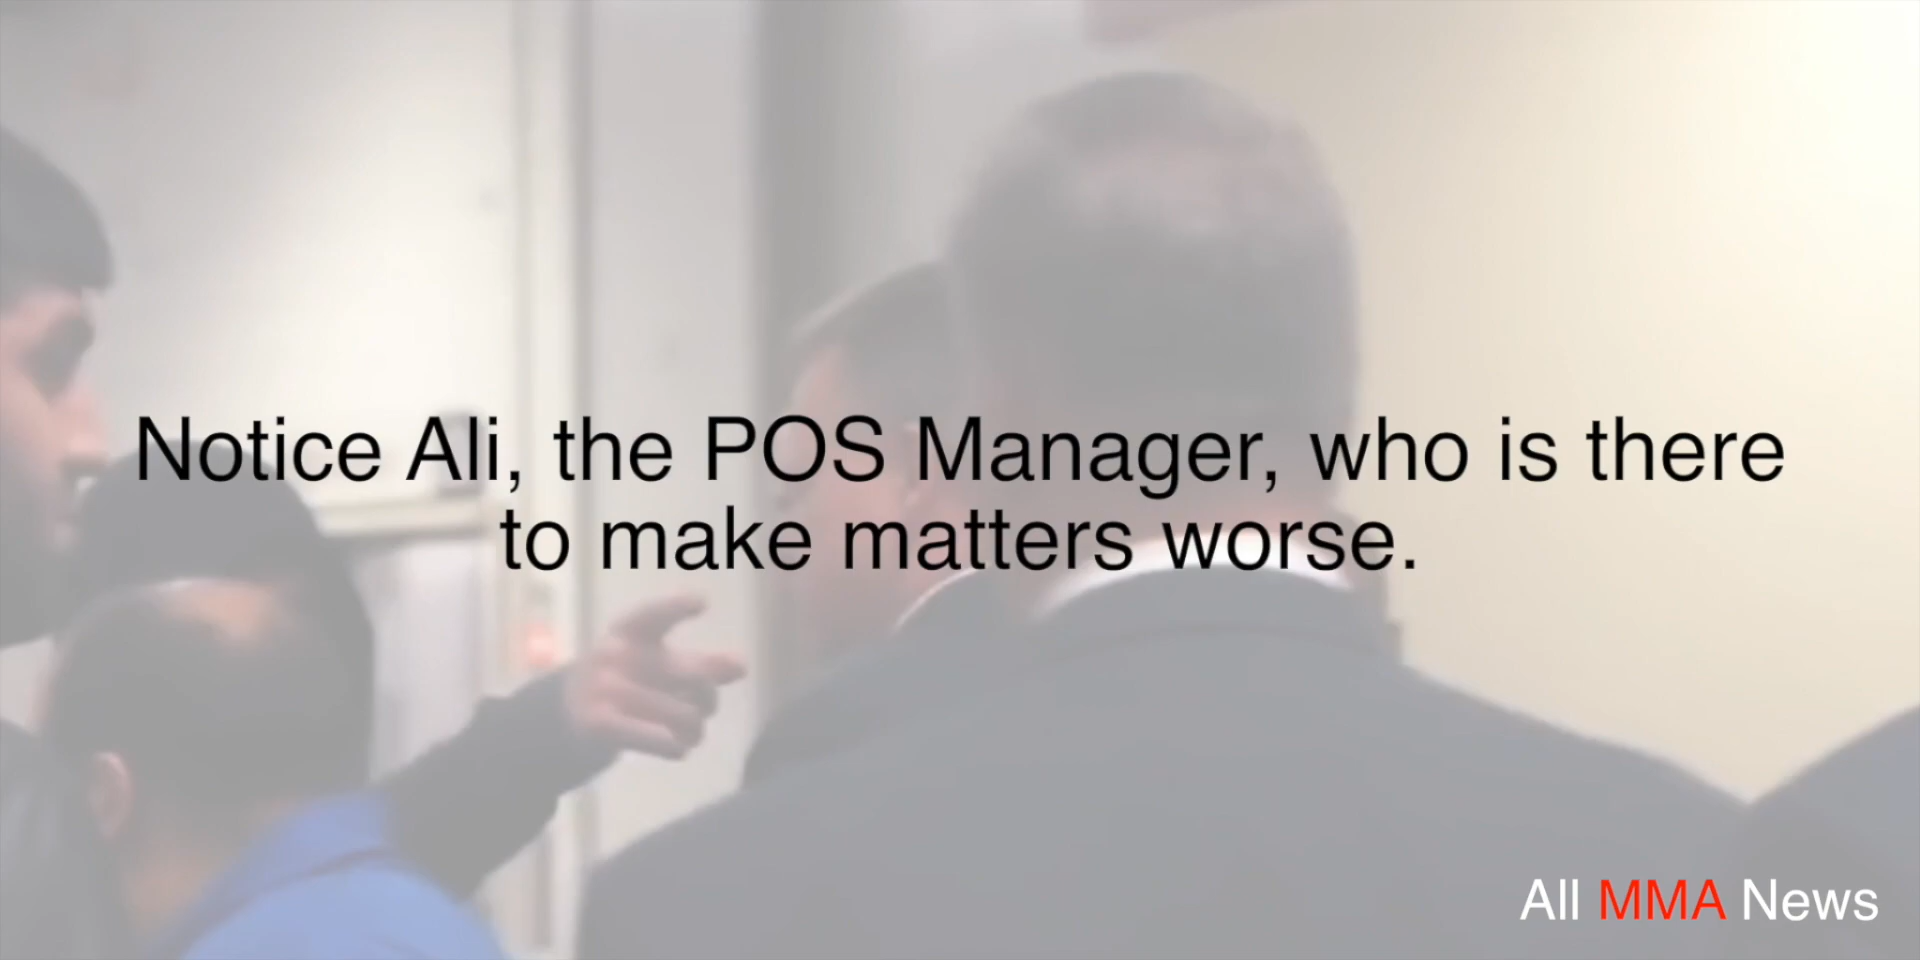 Notice Ali, the POS Manager, who is there
to make matters worse.
All MMA News